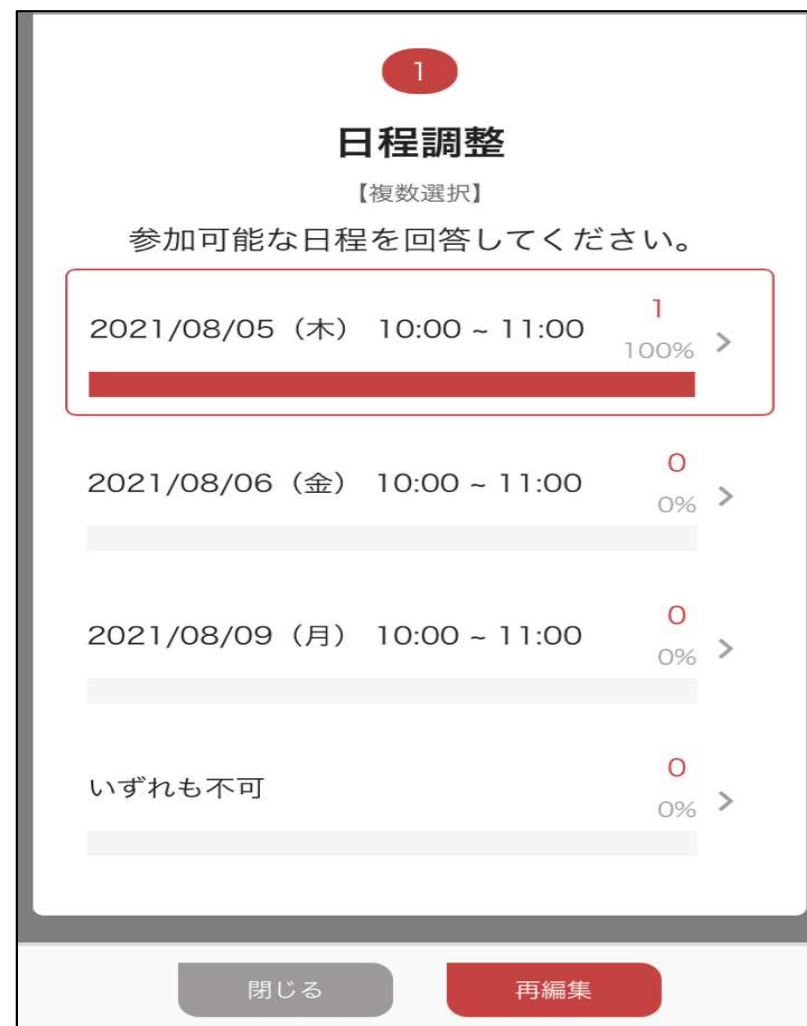 1
日程調整
【複数選択】
参加可能な日程を回答してください。
2021/08/05（木） 10:00 ~ 11:00
1
100%
2021/08/06（金） 10:00 ~ 11:00
0
0%
2021/08/09（月） 10:00 ~ 11:00
0
0%
いずれも不可
0
0%
閉じる
再編集